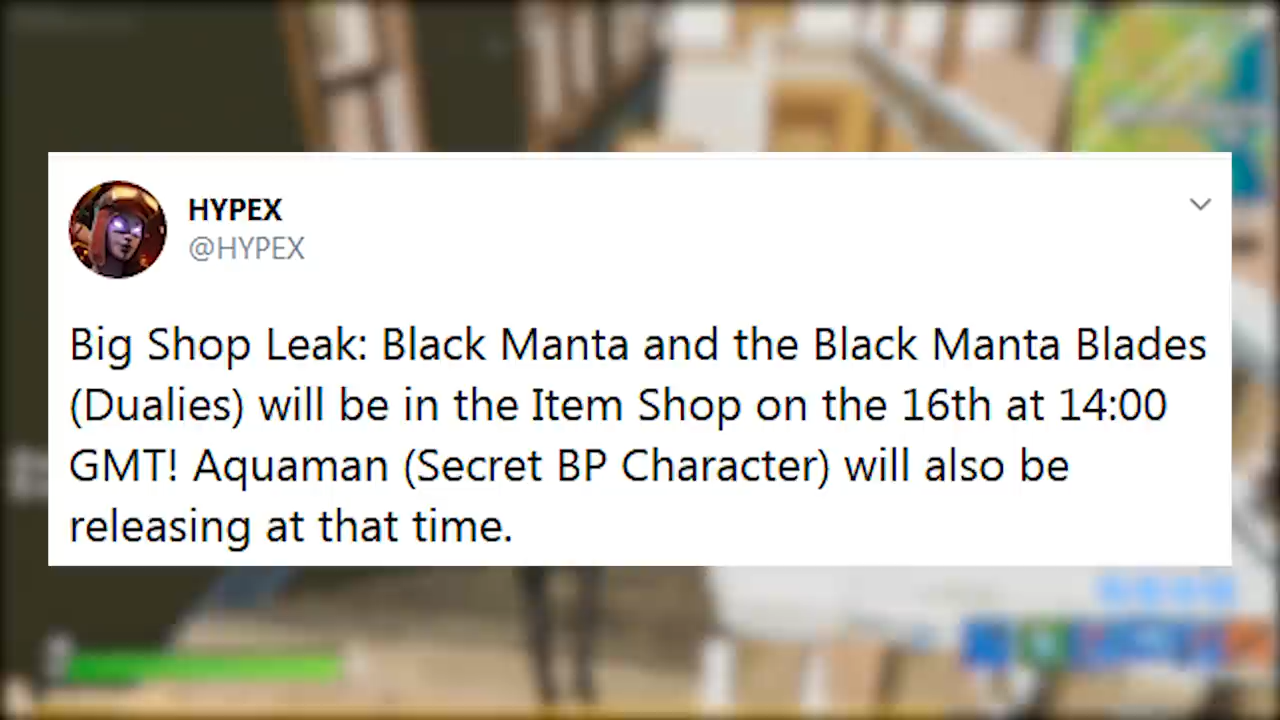 HYPEX
@HYPEX
Big Shop Leak: Black Manta and the Black Manta Blades
(Dualies) will be in the Item Shop on the 16th at 14:00
GMT! Aquaman (Secret BP Character) will also be
releasing at that time.